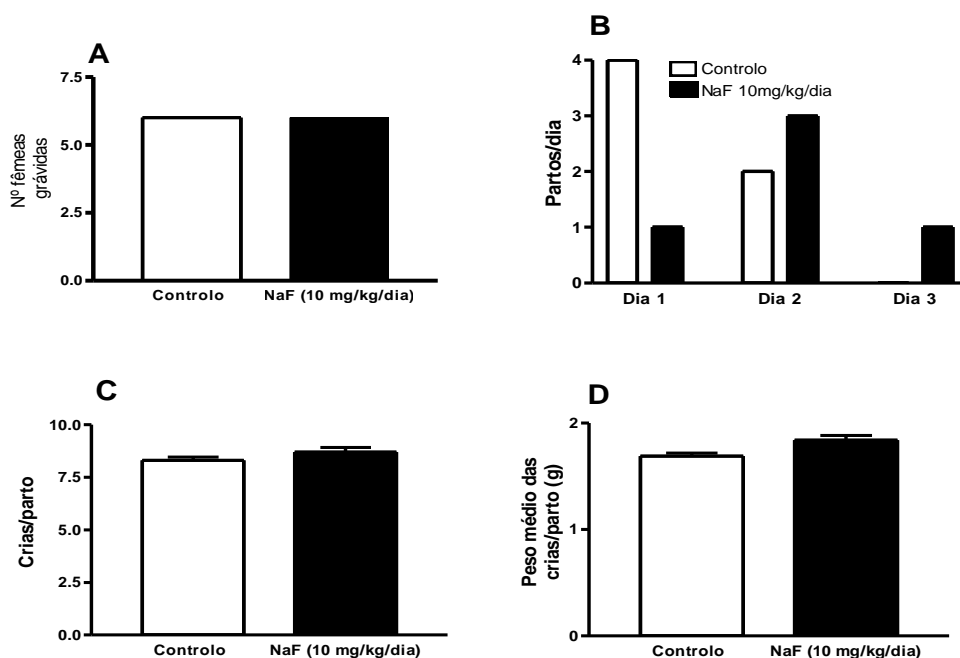 A
Nº fêmeas
grávidas
7.5
5.0
2.5
0.0
Controlo
NaF (10 mg/kg/dia)
B
Partos/dia
4
3
2
1
0
Controlo
NaF 10mg/kg/dia
Dia 1
Dia 2
Dia 3
C
Crias/parto
10.0
7.5
5.0
2.5
0.0
Controlo
NaF (10 mg/kg/dia)
D
Peso médio das
crias/parto (g)
2
1
0
Controlo
NaF (10 mg/kg/dia)